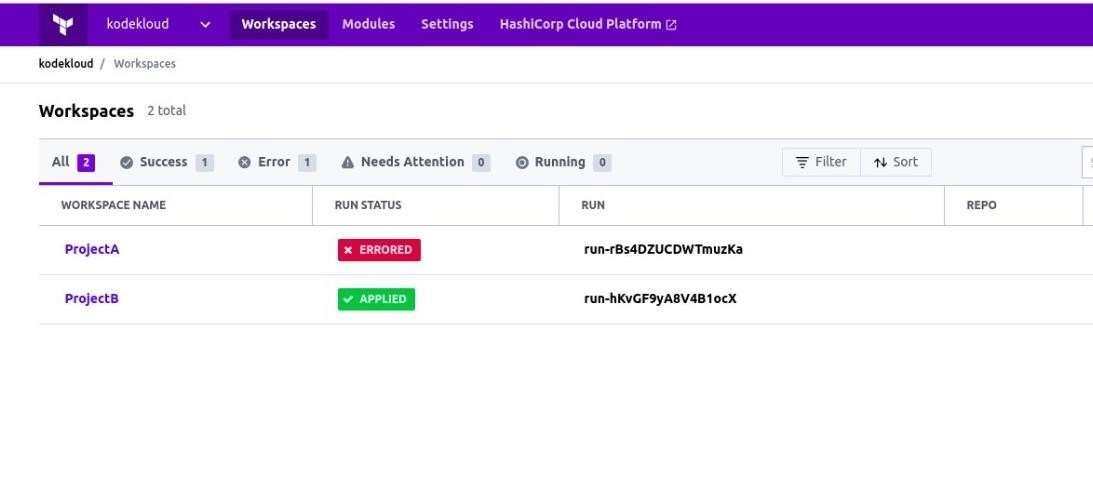 kodekloud Workspaces Modules Settings HashiCorp Cloud Platform
kodekloud / Workspaces
Workspaces 2 total
All 2 Success 1 Error 1 Needs Attention 0 Running 0 Filter Sort
WORKSPACE NAME RUN STATUS RUN REPO
ProjectA ERRORED run-rBs4DZUCDWTmuzKa
ProjectB APPLIED run-hKvGF9yA8V4B1ocX